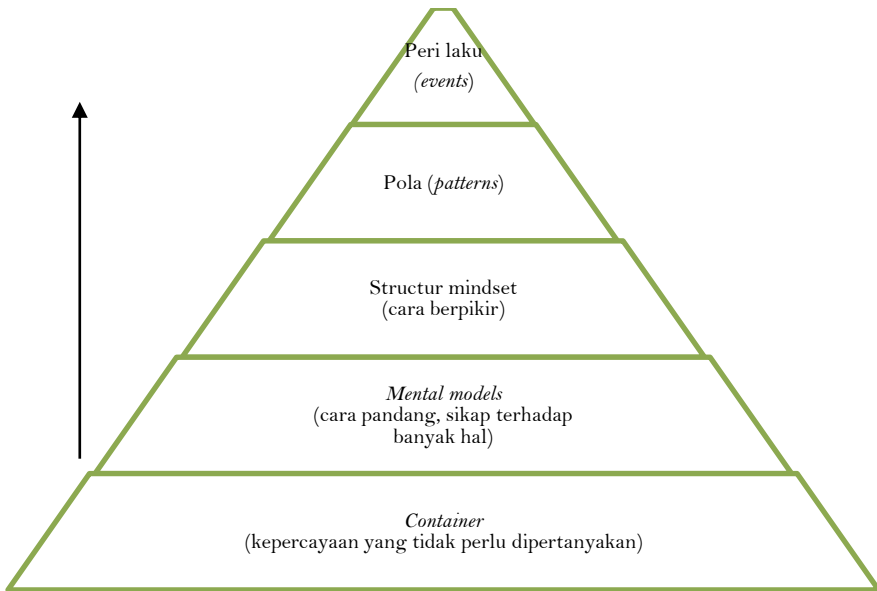 Peri laku
(events)
Pola (patterns)
Structur mindset
(cara berpikir)
Mental models
(cara pandang, sikap terhadap
banyak hal)
Container
(kepercayaan yang tidak perlu dipertanyakan)